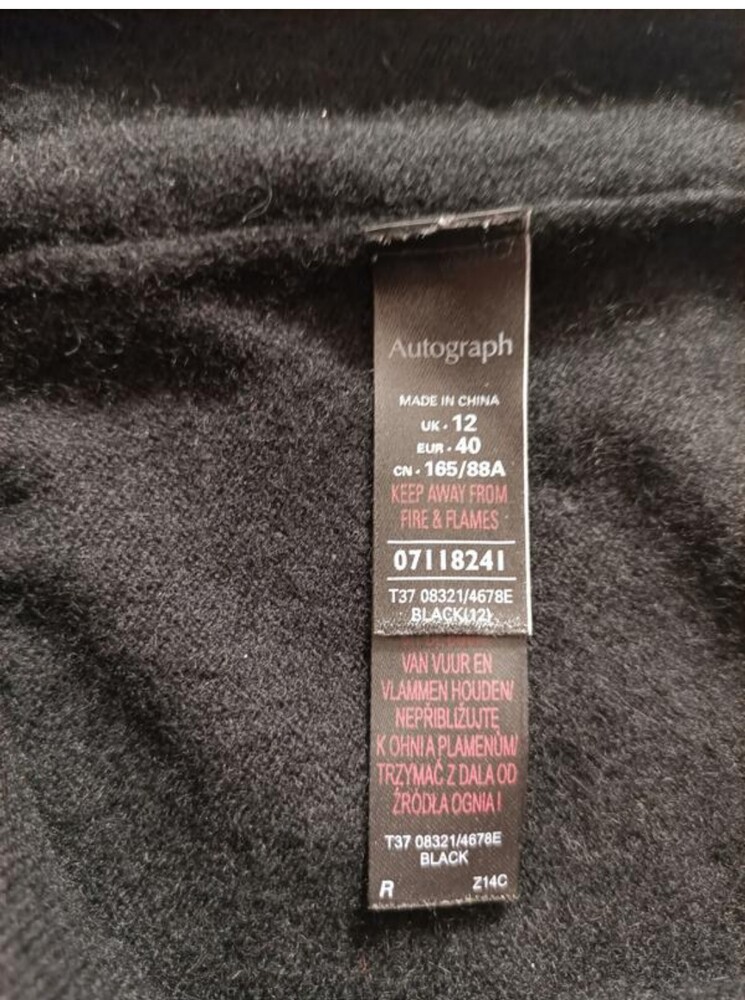 Autograph
MADE IN CHINA
UK - 12
EUR - 40
CN - 165/88A
KEEP AWAY FROM
FIRE & FLAMES
07118241
T37 08321/4678E
BLACK(12)
VAN VUUR EN
VLAMMEN HOUDEN/
NEPŘIBLIŽUJTE
K OHNI A PLAMENŮM/
TRZYMAĆ Z DALA OD
ŹRÓDŁA OGNIA!
T37 08321/4678E
BLACK
R Z14C